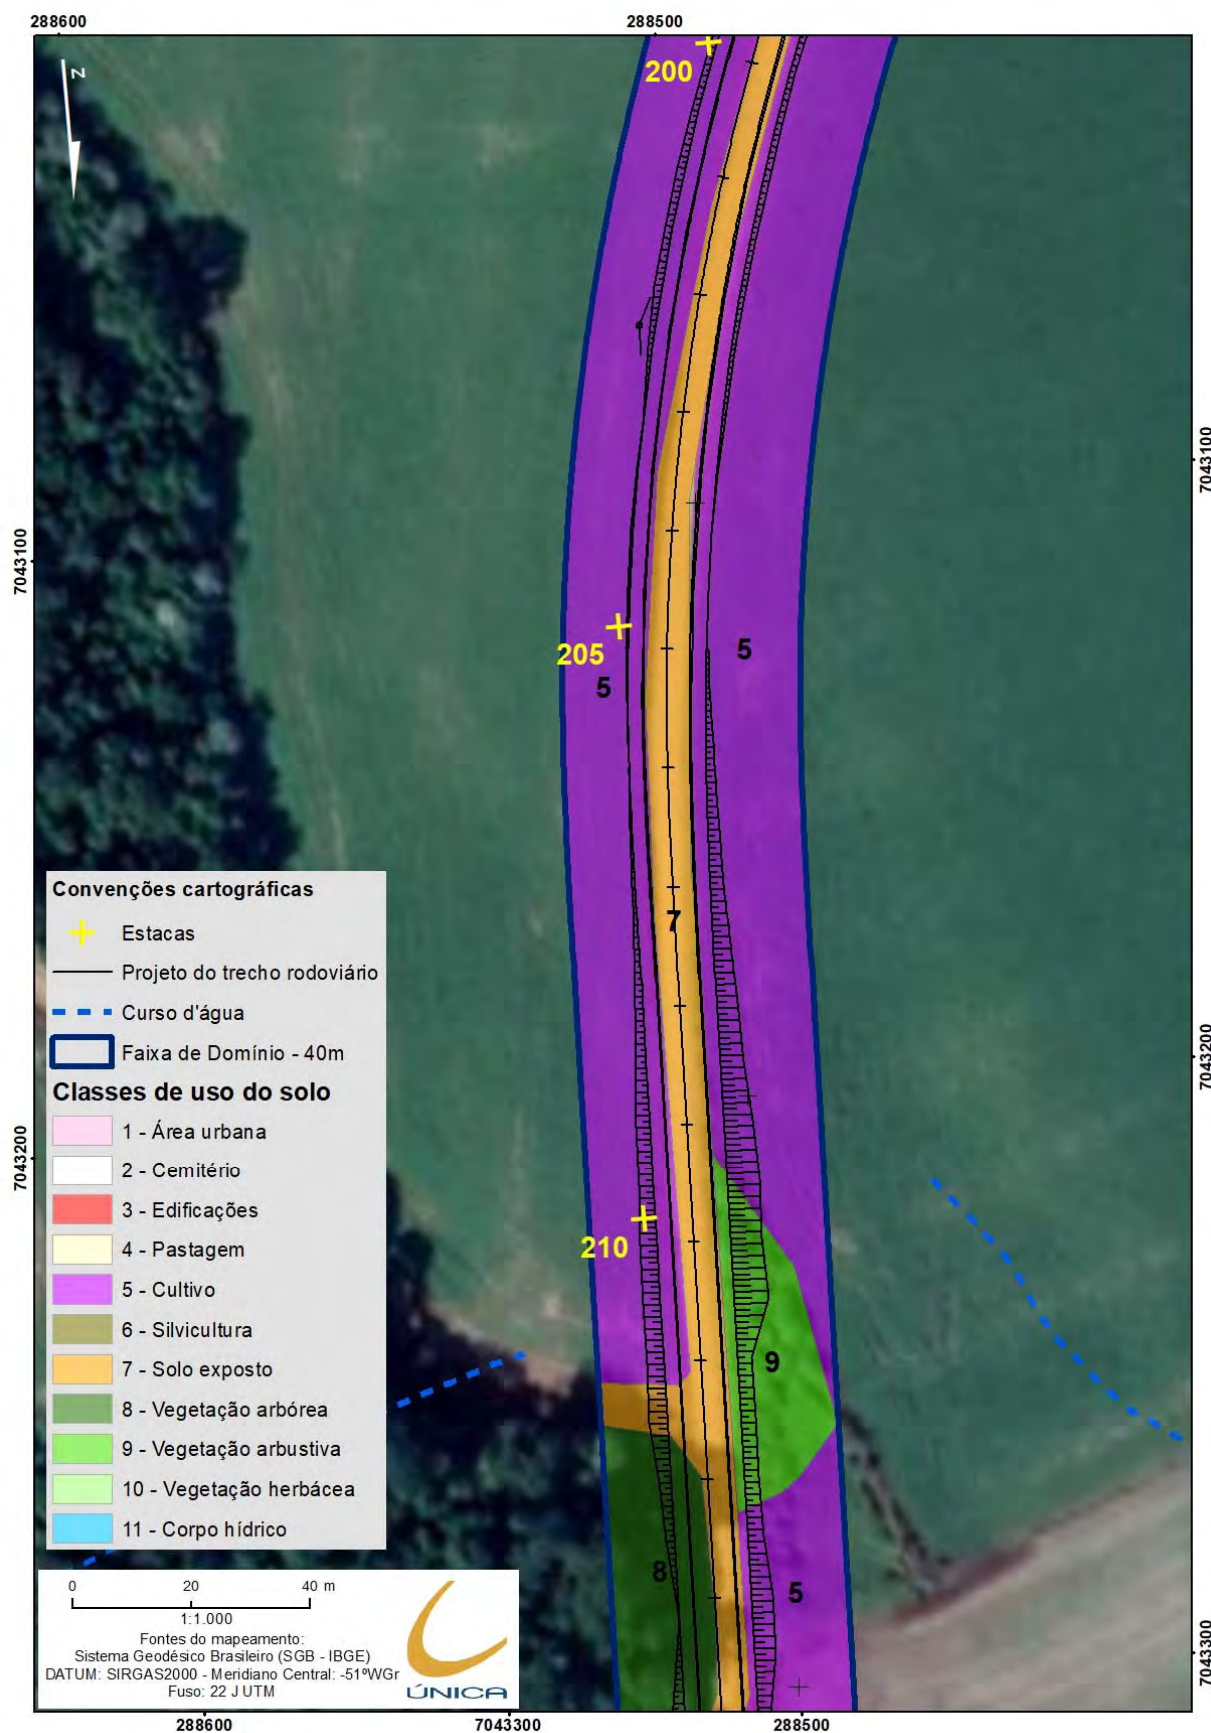 288600
288500
N
200
7043100
7043100
205
5
5
7
Convenções cartográficas
Estacas
Projeto do trecho rodoviário
Curso d'água
Faixa de Domínio - 40m
Classes de uso do solo
1 - Área urbana
2 - Cemitério
3 - Edificações
4 - Pastagem
5 - Cultivo
6 - Silvicultura
7 - Solo exposto
8 - Vegetação arbórea
9 - Vegetação arbustiva
10 - Vegetação herbácea
11 - Corpo hídrico
7043200
7043200
210
9
8
5
0 20 40 m
1:1.000
Fontes do mapeamento:
Sistema Geodésico Brasileiro (SGB - IBGE)
DATUM: SIRGAS2000 - Meridiano Central: -51ºWGr
Fuso: 22 J UTM
ÚNICA
7043300
288600
7043300
288500